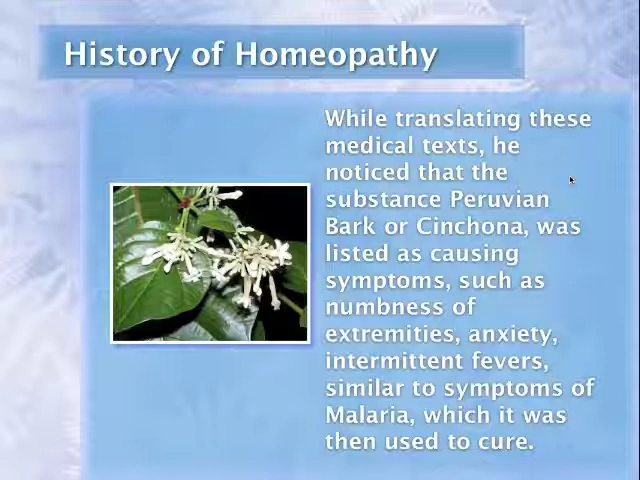 History of Homeopathy
While translating these
medical texts, he
noticed that the
substance Peruvian
Bark or Cinchona, was
listed as causing
symptoms, such as
numbness of
extremities, anxiety,
intermittent fevers,
similar to symptoms of
Malaria, which it was
then used to cure.